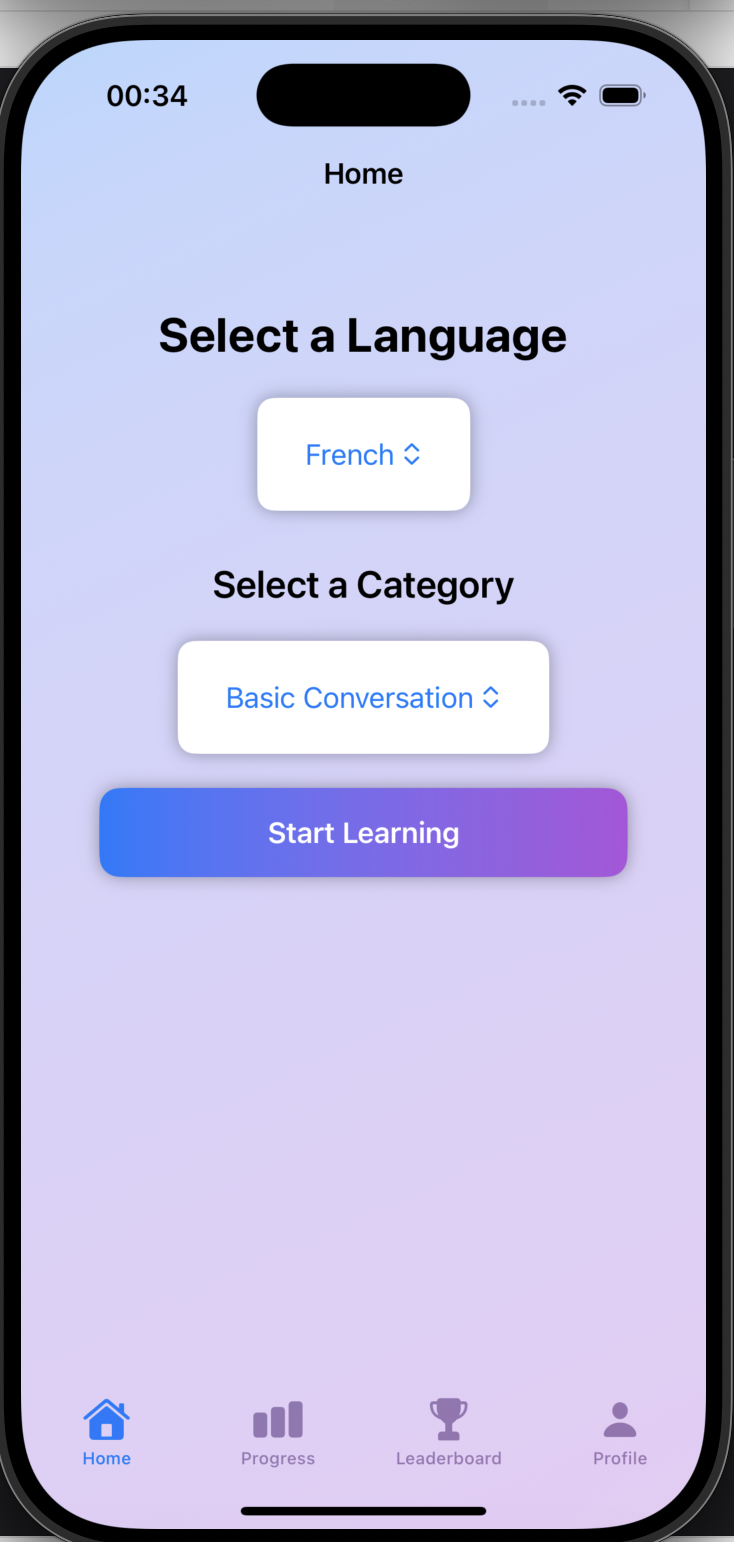 00:34
Home
Select a Language
French
Select a Category
Basic Conversation
Start Learning
Home
Progress
Leaderboard
Profile